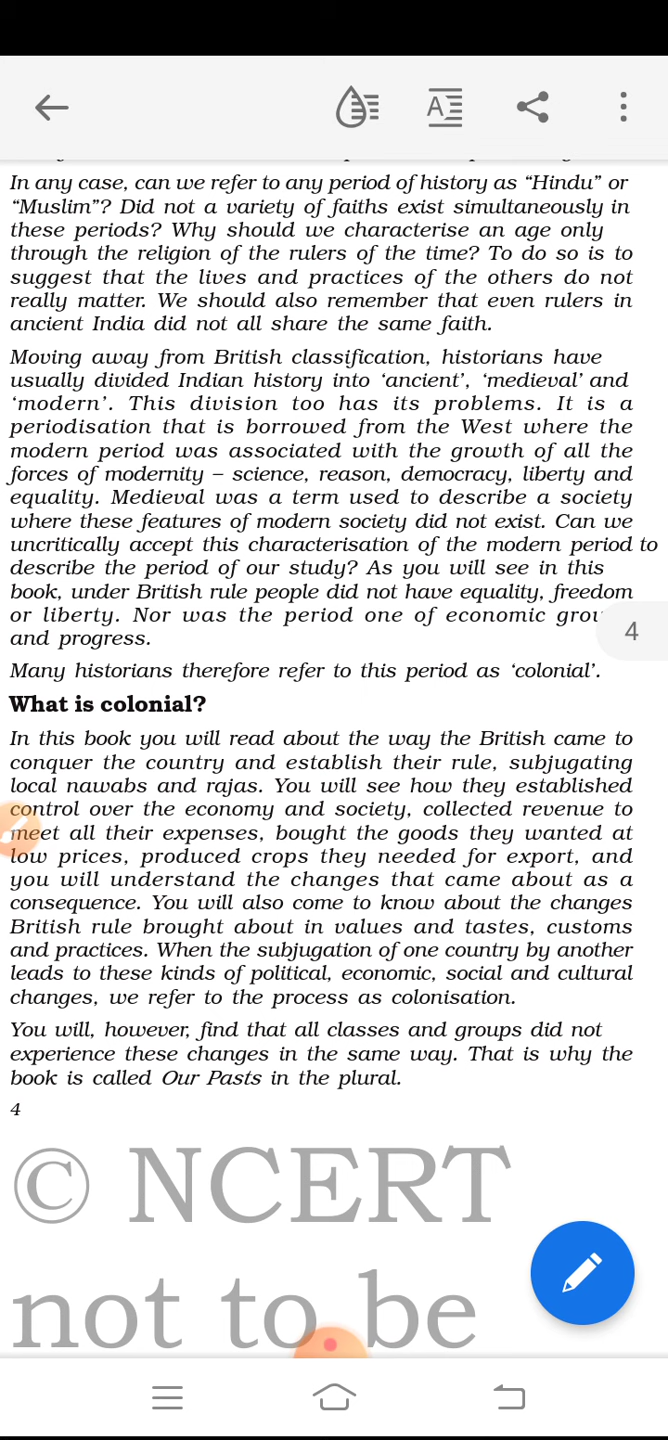 In any case, can we refer to any period of history as “Hindu” or
“Muslim”? Did not a variety of faiths exist simultaneously in
these periods? Why should we characterise an age only
through the religion of the rulers of the time? To do so is to
suggest that the lives and practices of the others do not
really matter. We should also remember that even rulers in
ancient India did not all share the same faith.
Moving away from British classification, historians have
usually divided Indian history into ‘ancient’, ‘medieval’ and
‘modern’. This division too has its problems. It is a
periodisation that is borrowed from the West where the
modern period was associated with the growth of all the
forces of modernity – science, reason, democracy, liberty and
equality. Medieval was a term used to describe a society
where these features of modern society did not exist. Can we
uncritically accept this characterisation of the modern period to
describe the period of our study? As you will see in this
book, under British rule people did not have equality, freedom
or liberty. Nor was the period one of economic grow
4
and progress.
Many historians therefore refer to this period as ‘colonial’.
What is colonial?
In this book you will read about the way the British came to
conquer the country and establish their rule, subjugating
local nawabs and rajas. You will see how they established
control over the economy and society, collected revenue to
meet all their expenses, bought the goods they wanted at
low prices, produced crops they needed for export, and
you will understand the changes that came about as a
consequence. You will also come to know about the changes
British rule brought about in values and tastes, customs
and practices. When the subjugation of one country by another
leads to these kinds of political, economic, social and cultural
changes, we refer to the process as colonisation.
You will, however, find that all classes and groups did not
experience these changes in the same way. That is why the
book is called Our Pasts in the plural.
4
© NCERT
not to be